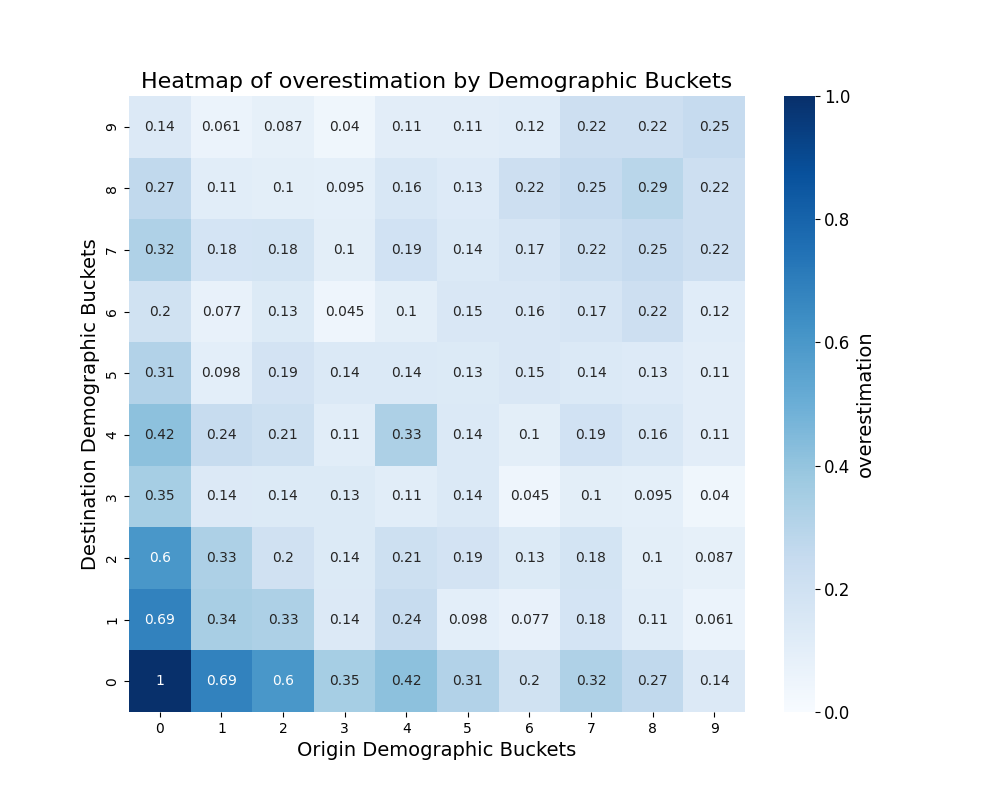 Heatmap of overestimation by Demographic Buckets
9 0.14 0.061 0.087 0.04 0.11 0.11 0.12 0.22 0.22 0.25
8 0.27 0.11 0.1 0.095 0.16 0.13 0.22 0.25 0.29 0.22
7 0.32 0.18 0.18 0.1 0.19 0.14 0.17 0.22 0.25 0.22
6 0.2 0.077 0.13 0.045 0.1 0.15 0.16 0.17 0.22 0.12
5 0.31 0.098 0.19 0.14 0.14 0.13 0.15 0.14 0.13 0.11
4 0.42 0.24 0.21 0.11 0.33 0.14 0.1 0.19 0.16 0.11
3 0.35 0.14 0.14 0.13 0.11 0.14 0.045 0.1 0.095 0.04
2 0.6 0.33 0.2 0.14 0.21 0.19 0.13 0.18 0.1 0.087
1 0.69 0.34 0.33 0.14 0.24 0.098 0.077 0.18 0.11 0.061
0 1 0.69 0.6 0.35 0.42 0.31 0.2 0.32 0.27 0.14
0 1 2 3 4 5 6 7 8 9
Origin Demographic Buckets
Destination Demographic Buckets
1.0
0.8
0.6
0.4
0.2
0.0
overestimation